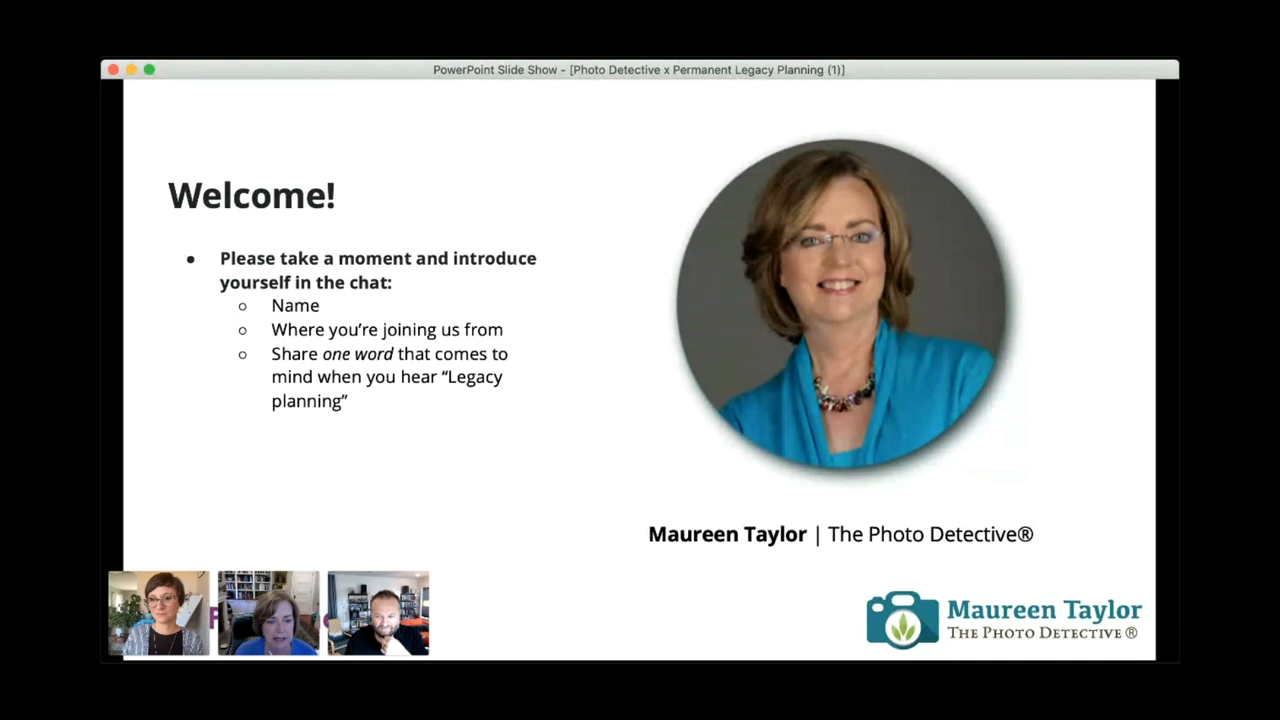 PowerPoint Slide Show - [Photo Detective x Permanent Legacy Planning (1)]
Welcome!
● Please take a moment and introduce
yourself in the chat:
○ Name
○ Where you’re joining us from
○ Share one word that comes to
mind when you hear “Legacy
planning”
Maureen Taylor | The Photo Detective®
Maureen Taylor
THE PHOTO DETECTIVE ®